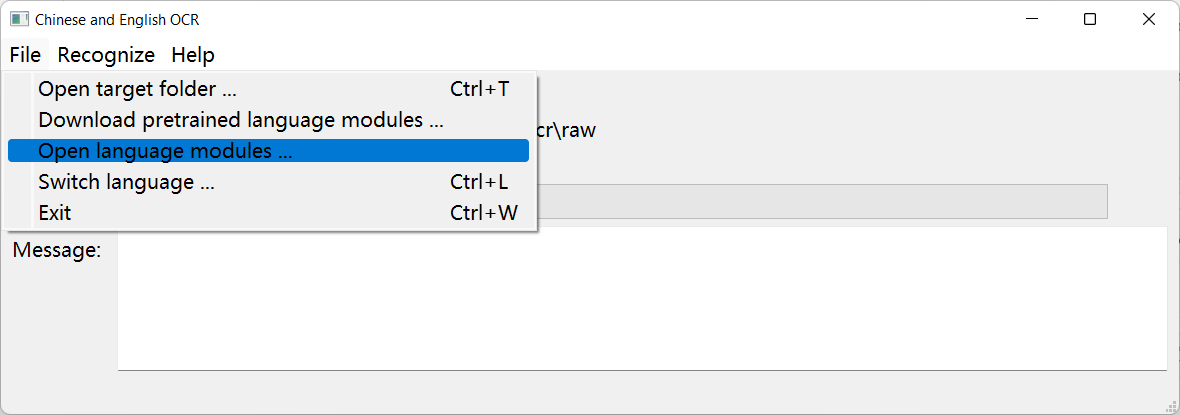 Chinese and English OCR
File Recognize Help
Open target folder ... Ctrl+T
Download pretrained language modules ...
cr\raw
Open language modules ...
Switch language ... Ctrl+L
Exit Ctrl+W
Message: